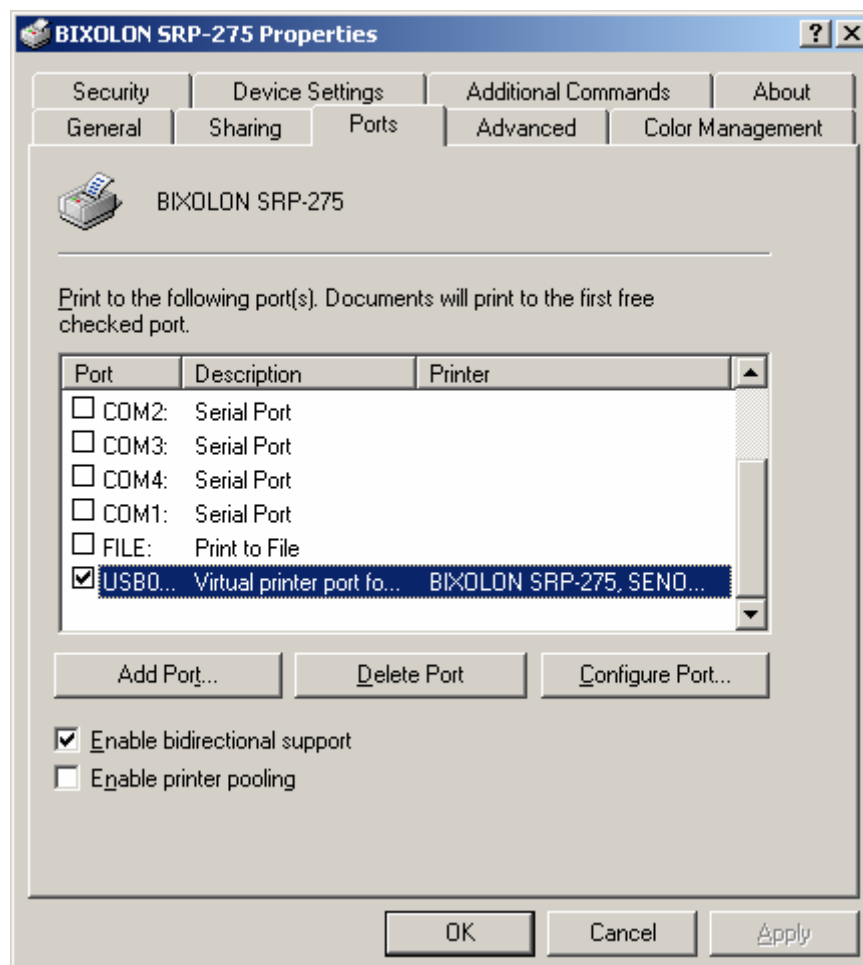 BIXOLON SRP-275 Properties
Security Device Settings Additional Commands About
General Sharing Ports Advanced Color Management
BIXOLON SRP-275
Print to the following port(s). Documents will print to the first free
checked port.
Port Description Printer
COM2: Serial Port
COM3: Serial Port
COM4: Serial Port
COM1: Serial Port
FILE: Print to File
USB0... Virtual printer port fo... BIXOLON SRP-275, SENO...
Add Port... Delete Port Configure Port...
Enable bidirectional support
Enable printer pooling
OK Cancel Apply